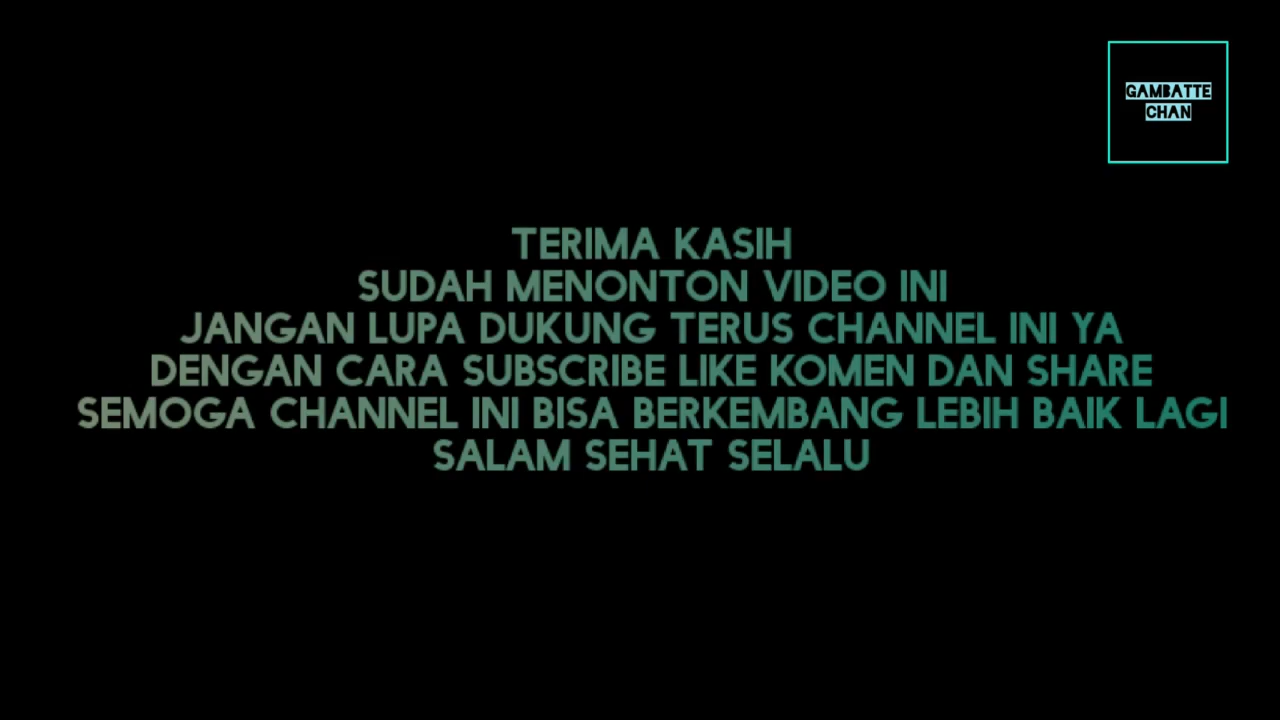 GAMBATTE
CHAN
TERIMA KASIH
SUDAH MENONTON VIDEO INI
JANGAN LUPA DUKUNG TERUS CHANNEL INI YA
DENGAN CARA SUBSCRIBE LIKE KOMEN DAN SHARE
SEMOGA CHANNEL INI BISA BERKEMBANG LEBIH BAIK LAGI
SALAM SEHAT SELALU